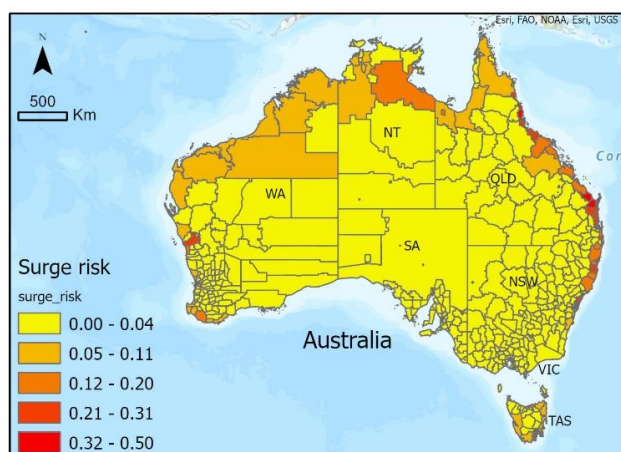 Esri, FAO, NOAA, Esri, USGS
500
Km
NT
Cor
QLD
WA
SA
NSW
Surge risk
surge_risk
Australia
0.00 - 0.04
0.05 - 0.11
VIC
0.12 - 0.20
0.21 - 0.31
TAS
0.32 - 0.50